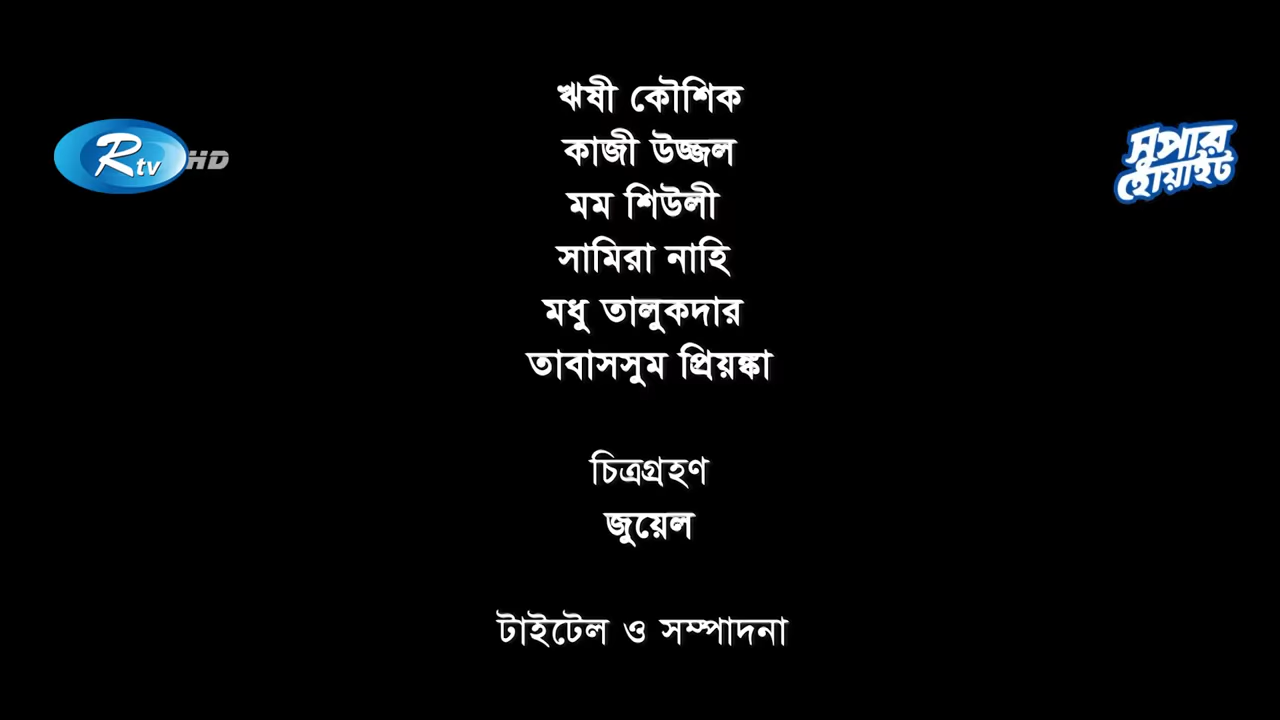 ঋষী কৌশিক
কাজী উজ্জল
মম শিউলী
সামিরা নাহি
মধু তালুকদার
তাবাসসুম প্রিয়ঙ্কা
চিত্রগ্রহণ
জুয়েল
টাইটেল ও সম্পাদনা
Rtv HD
সুপার
হোয়াইট